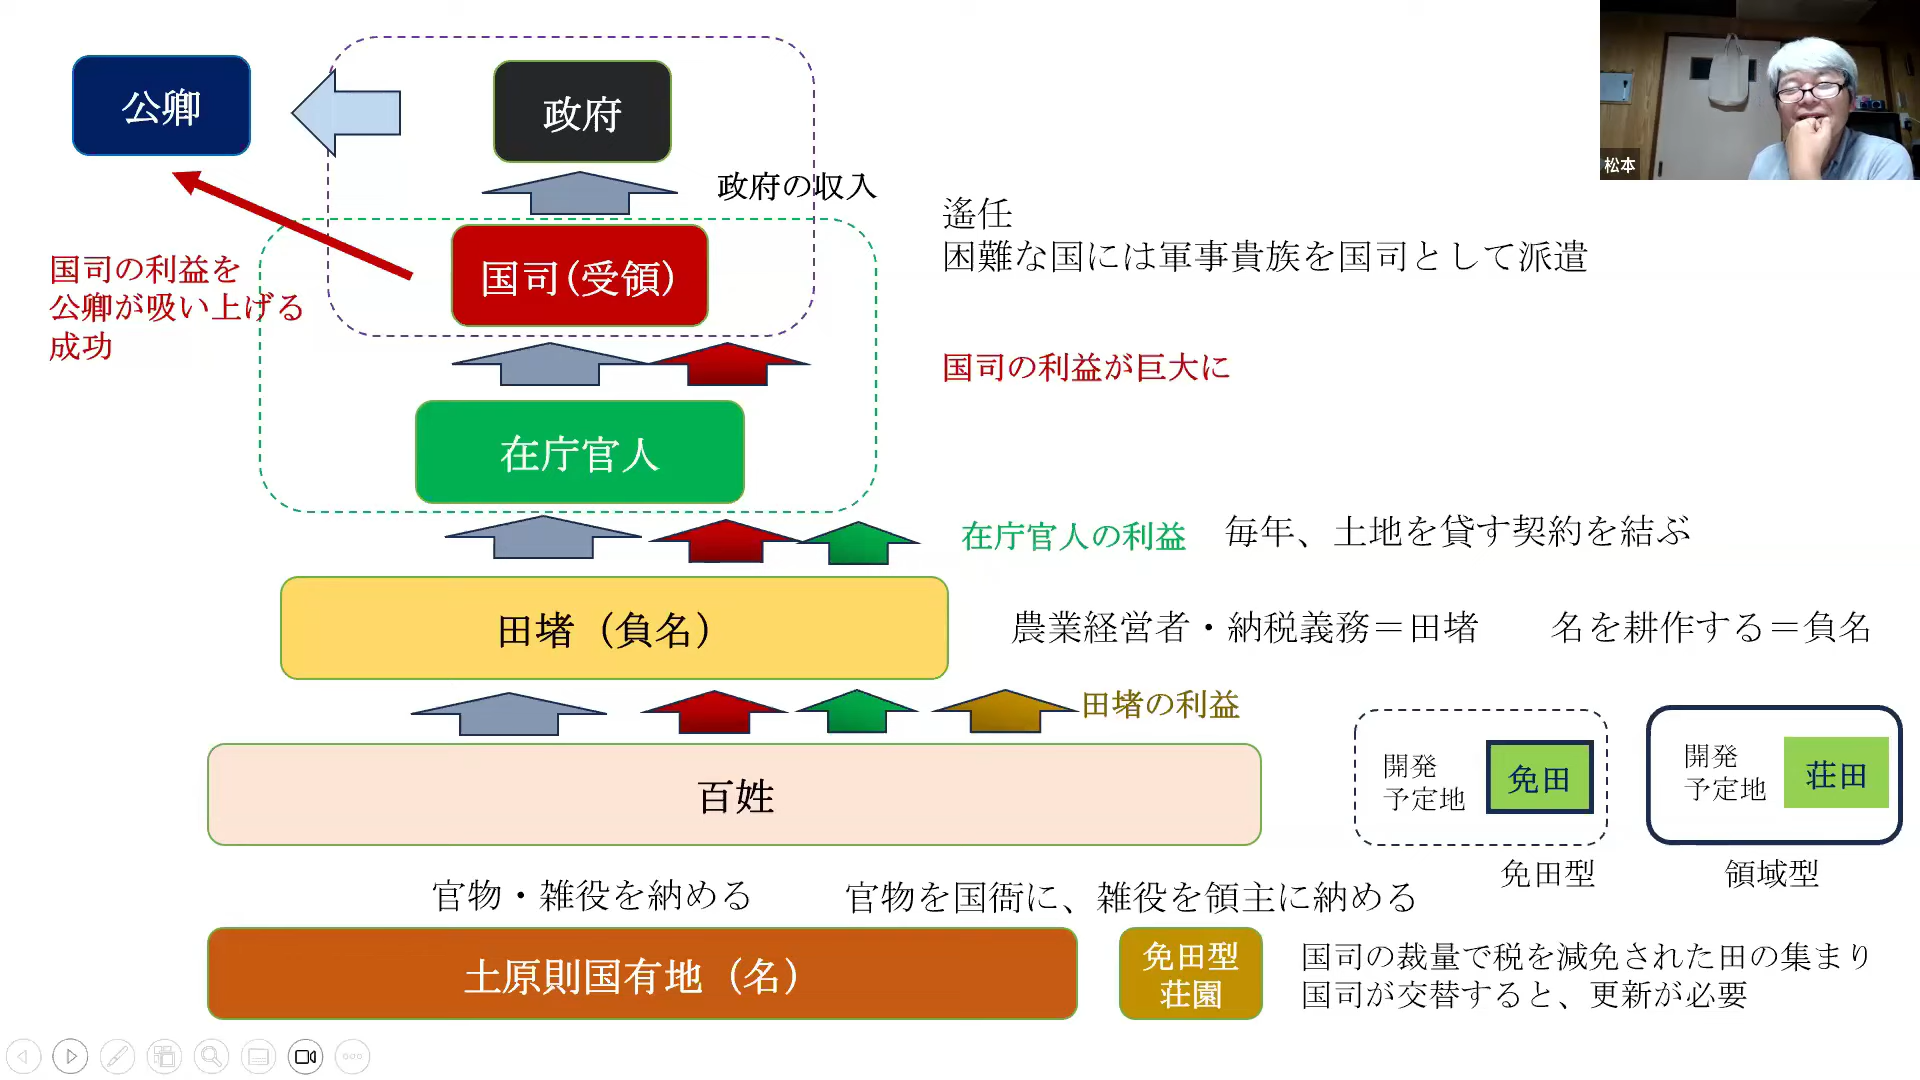 公卿
政府
政府の収入
遙任
困難な国には軍事貴族を国司として派遣
国司(受領)
国司の利益を
公卿が吸い上げる
成功
国司の利益が巨大に
在庁官人
在庁官人の利益
毎年、土地を貸す契約を結ぶ
田堵（負名）
農業経営者・納税義務＝田堵
名を耕作する＝負名
田堵の利益
百姓
開発
予定地
免田
免田型
開発
予定地
荘田
領域型
官物・雑役を納める
官物を国衙に、雑役を領主に納める
土原則国有地（名）
免田型
荘園
国司の裁量で税を減免された田の集まり
国司が交替すると、更新が必要
松本